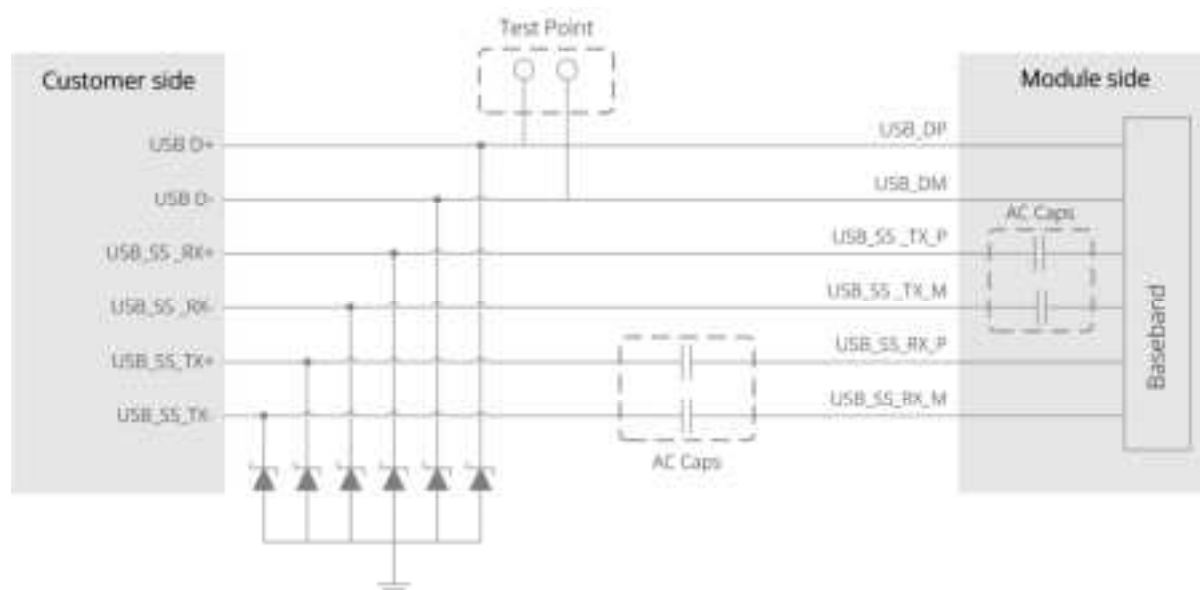 Test Point
Customer side
Module side
USB D+
USB_DP
USB D-
USB_DM
AC Caps
USB_SS _RX+
USB_SS _TX_P
USB_SS _RX-
USB_SS _TX_M
Baseband
USB_SS_TX+
USB_SS_RX_P
USB_SS_TX-
USB_SS_RX_M
AC Caps